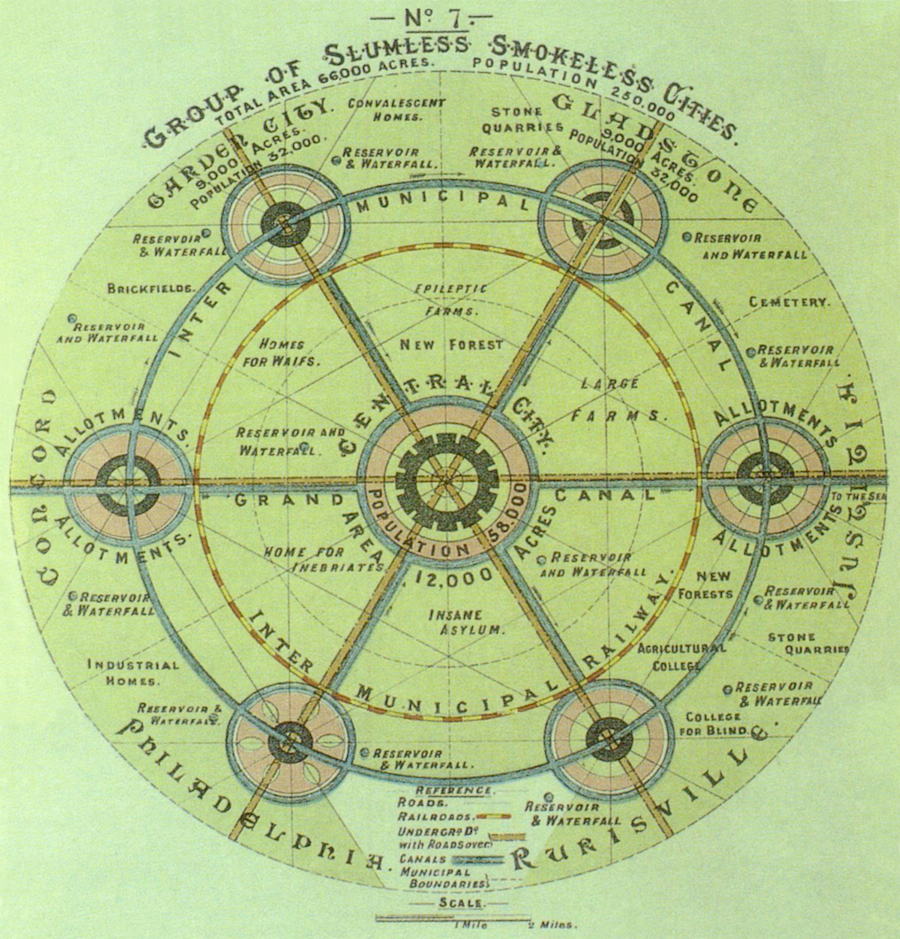 — Nº 7. —
GROUP OF SLUMLESS SMOKELESS CITIES.
TOTAL AREA 66,000 ACRES. POPULATION 250,000
GARDEN CITY.
9,000 ACRES.
POPULATION 32,000.
CONVALESCENT
HOMES.
STONE
QUARRIES
GLADSTONE
9,000 ACRES.
POPULATION
32,000
RESERVOIR
& WATERFALL.
RESERVOIR &
WATERFALL.
INTER MUNICIPAL CANAL
RESERVOIR
& WATERFALL
RESERVOIR
AND WATERFALL
BRICKFIELDS.
CEMETERY.
EPILEPTIC
FARMS.
RESERVOIR
AND WATERFALL
HOMES
FOR WAIFS.
NEW FOREST
RESERVOIR
& WATERFALL
LARGE
FARMS.
CENTRAL CITY.
CONCORD
ALLOTMENTS.
ALLOTMENTS
JUSTITIA
RESERVOIR AND
WATERFALL.
GRAND CANAL
TO THE SEA
POPULATION 58.000
AREA 12,000 ACRES
ALLOTMENTS.
ALLOTMENTS
HOME FOR
INEBRIATES.
RESERVOIR
AND WATERFALL
NEW
FORESTS
RESERVOIR
& WATERFALL
RESERVOIR
& WATERFALL
INSANE
ASYLUM.
STONE
QUARRIES
INTER MUNICIPAL RAILWAY.
AGRICULTURAL
COLLEGE
INDUSTRIAL
HOMES.
RESERVOIR
& WATERFALL
RESERVOIR &
WATERFALL.
COLLEGE
FOR BLIND.
PHILADELPHIA.
RESERVOIR
& WATERFALL.
RURISVILLE.
REFERENCE.
ROADS.
RAILROADS.
UNDERGRº Dº
with ROADS over
CANALS
MUNICIPAL
BOUNDARIES
RESERVOIR
& WATERFALL
— SCALE. —
1 Mile 2 Miles.